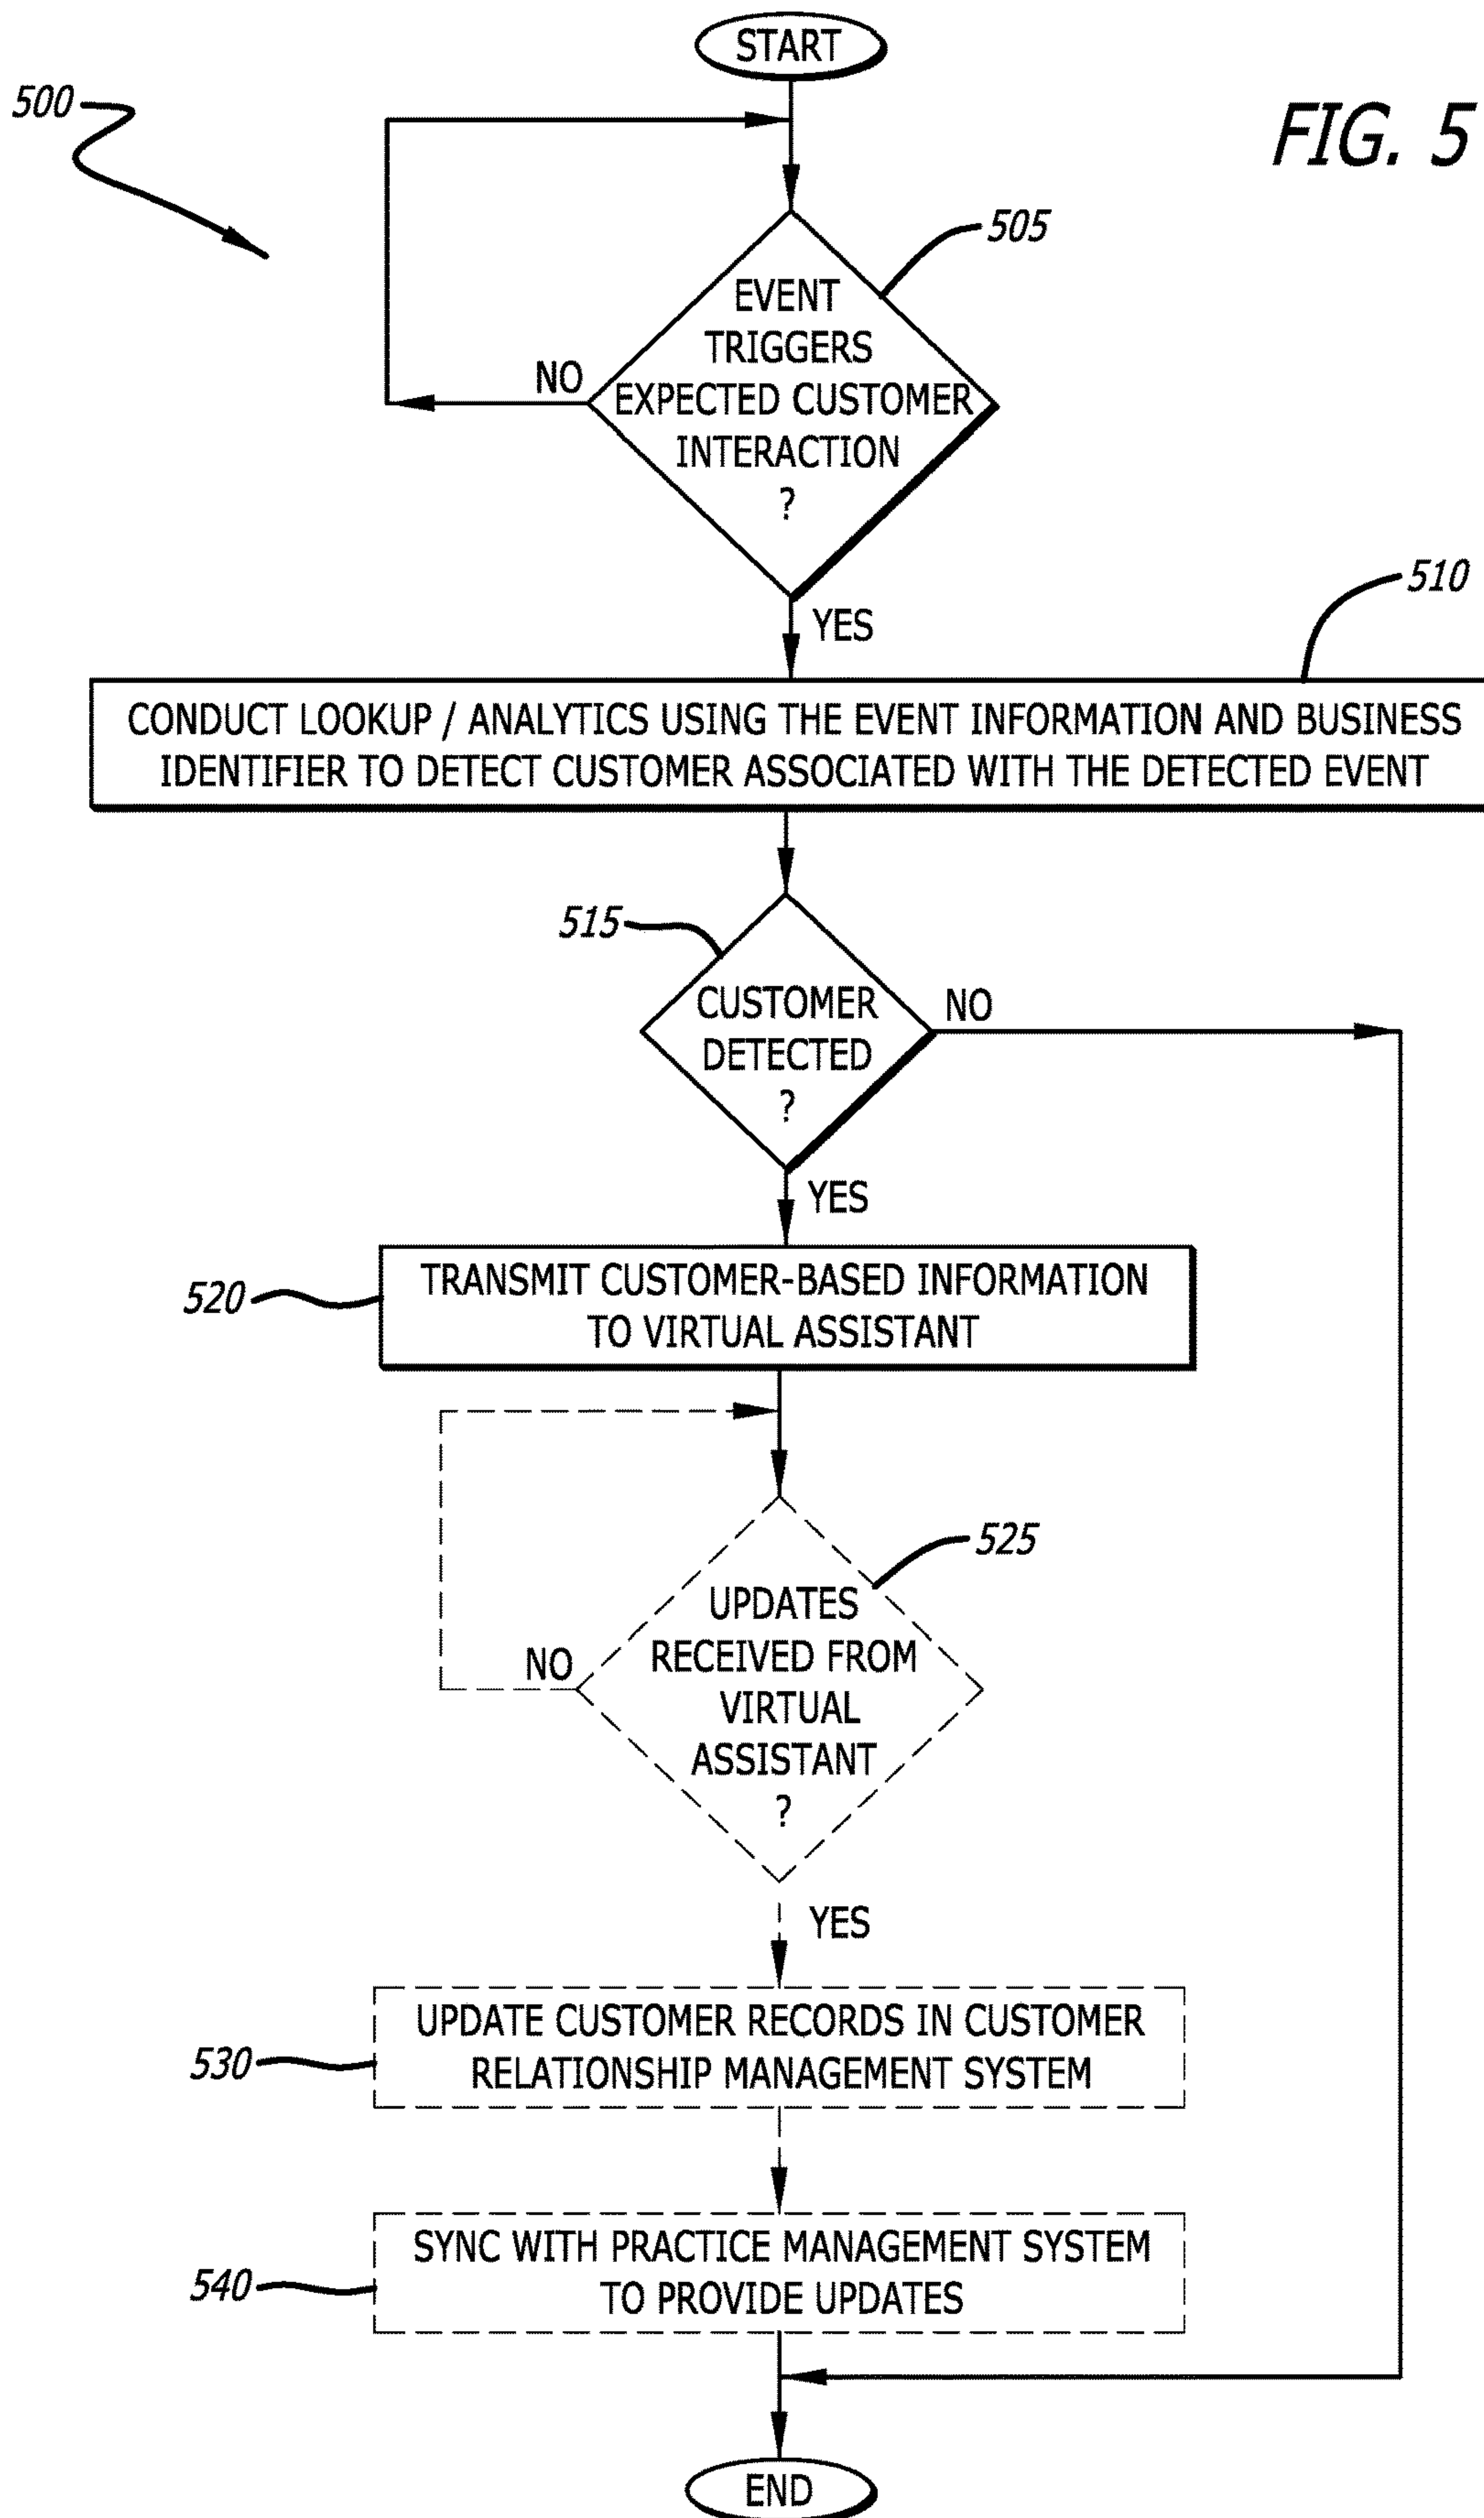 START
500
FIG. 5
505
EVENT
TRIGGERS
EXPECTED CUSTOMER
INTERACTION
?
NO
YES
510
CONDUCT LOOKUP / ANALYTICS USING THE EVENT INFORMATION AND BUSINESS
IDENTIFIER TO DETECT CUSTOMER ASSOCIATED WITH THE DETECTED EVENT
515
CUSTOMER
DETECTED
?
NO
YES
520
TRANSMIT CUSTOMER-BASED INFORMATION
TO VIRTUAL ASSISTANT
525
UPDATES
RECEIVED FROM
VIRTUAL
ASSISTANT
?
NO
YES
530
UPDATE CUSTOMER RECORDS IN CUSTOMER
RELATIONSHIP MANAGEMENT SYSTEM
540
SYNC WITH PRACTICE MANAGEMENT SYSTEM
TO PROVIDE UPDATES
END